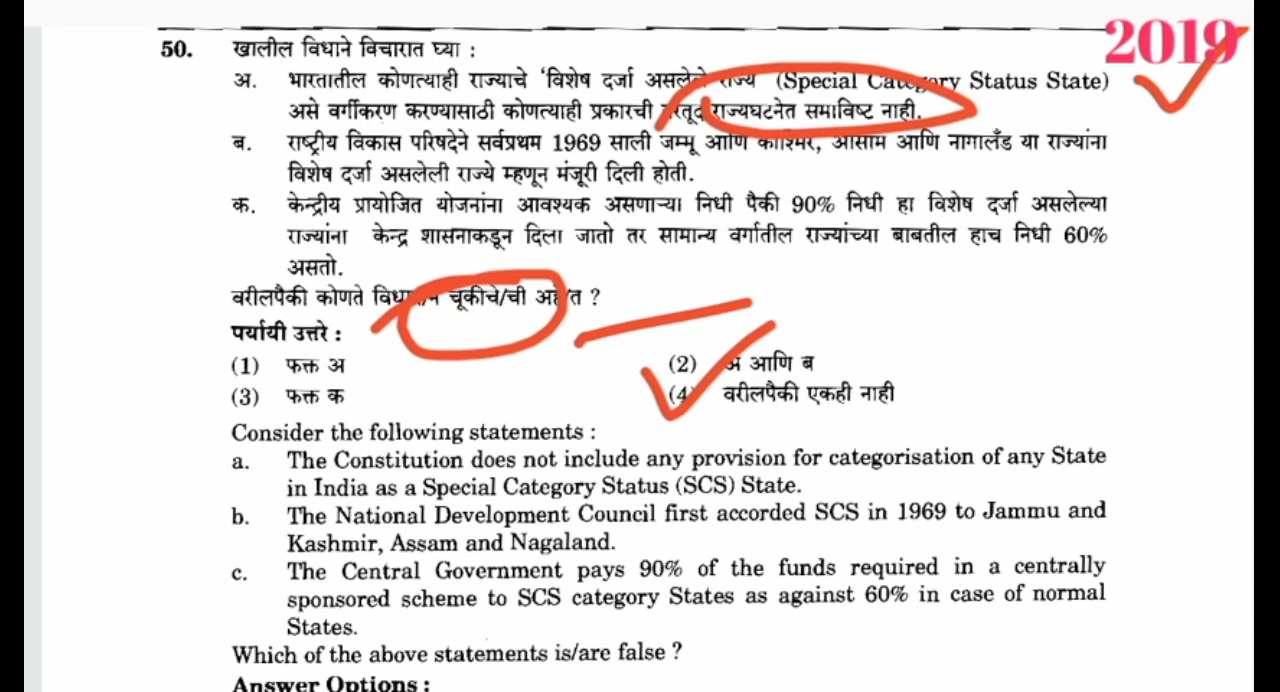 2019
50. खालील विधाने विचारात घ्या :
अ. भारतातील कोणत्याही राज्याचे 'विशेष दर्जा असलेले राज्य (Special Category Status State)
असे वर्गीकरण करण्यासाठी कोणत्याही प्रकारची तरतूद राज्यघटनेत समाविष्ट नाही.
ब. राष्ट्रीय विकास परिषदेने सर्वप्रथम 1969 साली जम्मू आणि काश्मिर, आसाम आणि नागालँड या राज्यांना
विशेष दर्जा असलेली राज्ये म्हणून मंजूरी दिली होती.
क. केन्द्रीय प्रायोजित योजनांना आवश्यक असणाऱ्या निधी पैकी 90% निधी हा विशेष दर्जा असलेल्या
राज्यांना केन्द्र शासनाकडून दिला जातो तर सामान्य वर्गातील राज्यांच्या बाबतील हाच निधी 60%
असतो.
वरीलपैकी कोणते विधान/ने चूकीचे/ची आहे/त ?
पर्यायी उत्तरे :
(1) फक्त अ (2) अ आणि ब
(3) फक्त क (4) वरीलपैकी एकही नाही
Consider the following statements :
a. The Constitution does not include any provision for categorisation of any State
in India as a Special Category Status (SCS) State.
b. The National Development Council first accorded SCS in 1969 to Jammu and
Kashmir, Assam and Nagaland.
c. The Central Government pays 90% of the funds required in a centrally
sponsored scheme to SCS category States as against 60% in case of normal
States.
Which of the above statements is/are false ?
Answer Options :